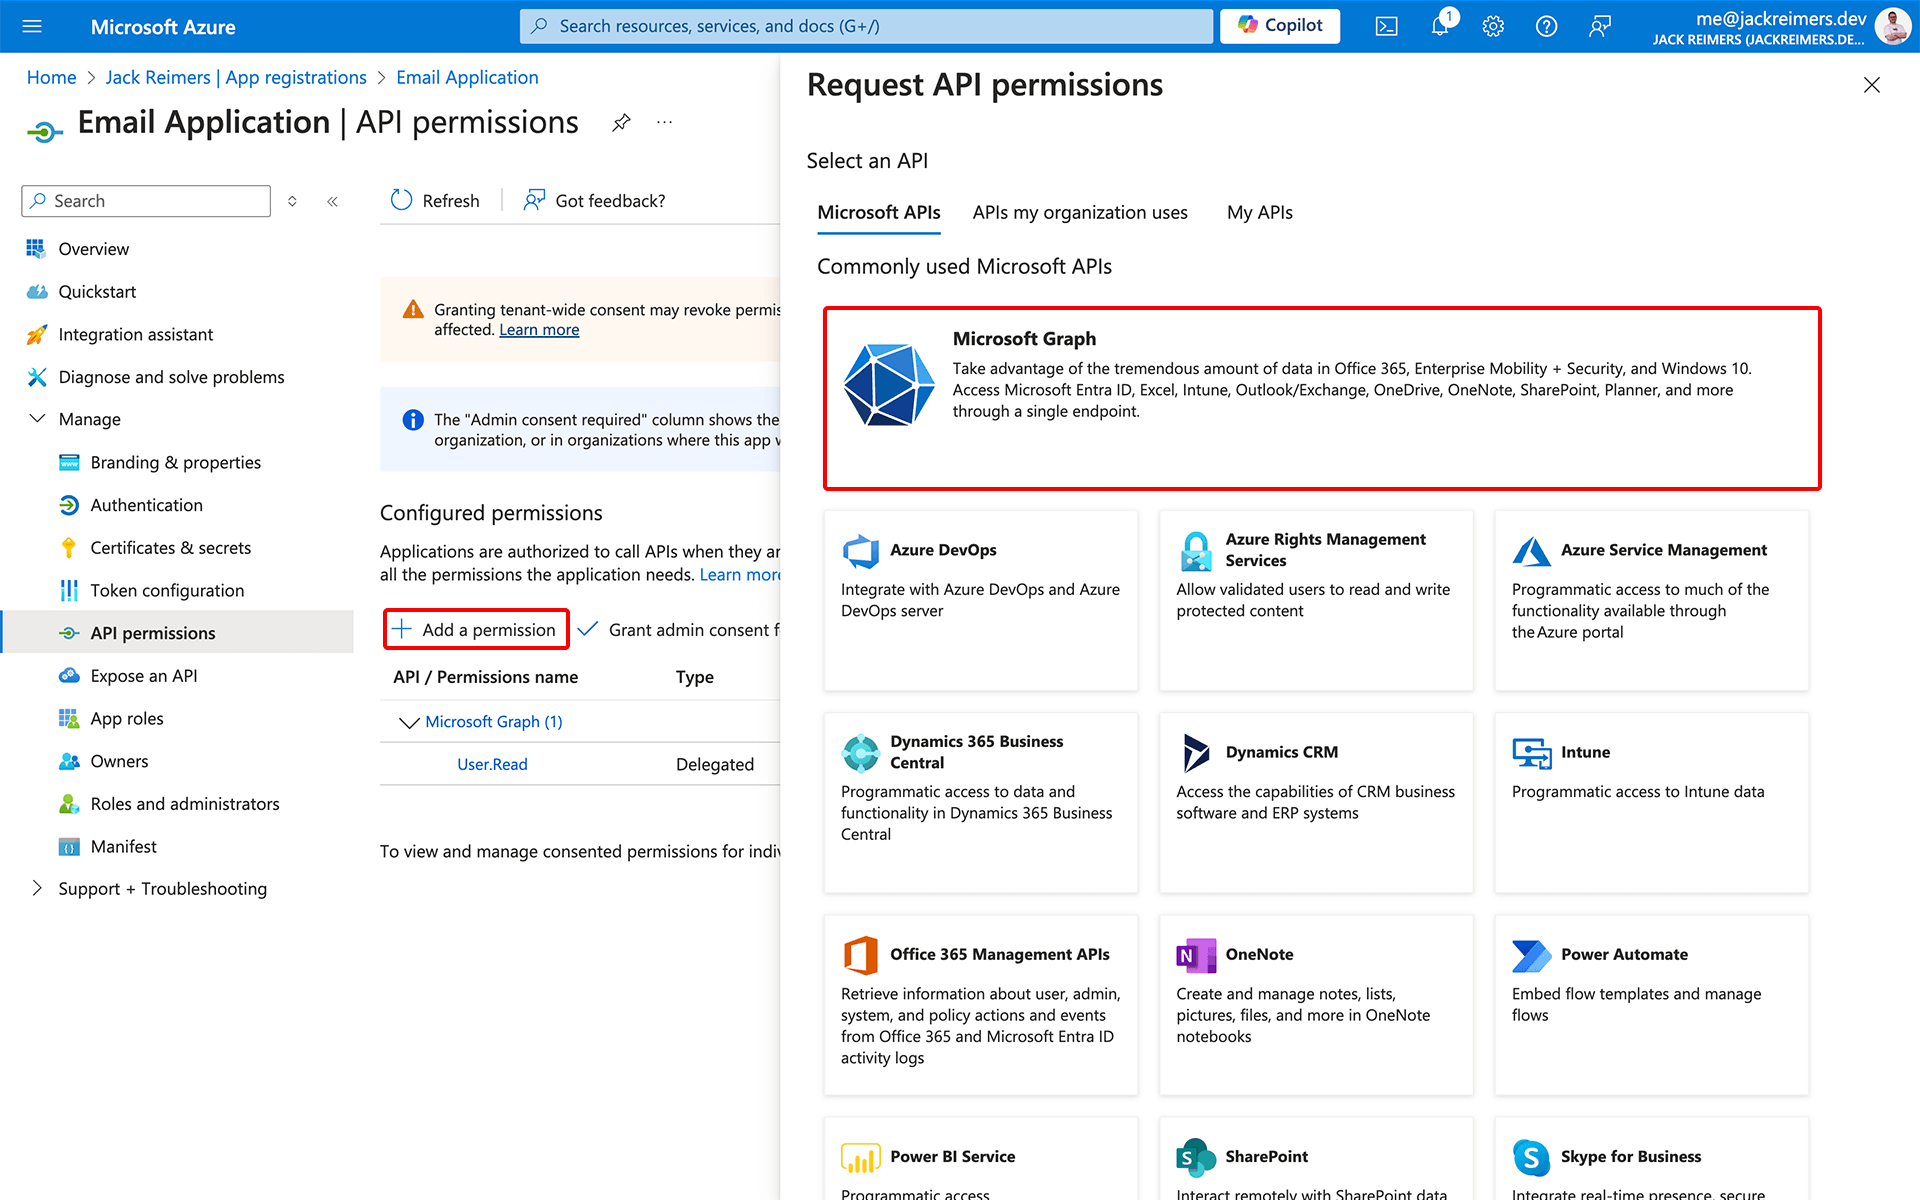 Microsoft Azure
Search resources, services, and docs (G+/)
Copilot
1
me@jackreimers.dev
JACK REIMERS (JACKREIMERS.DE...
Home > Jack Reimers | App registrations > Email Application
Email Application | API permissions
...
Search
Overview
Quickstart
Integration assistant
Diagnose and solve problems
Manage
Branding & properties
Authentication
Certificates & secrets
Token configuration
API permissions
Expose an API
App roles
Owners
Roles and administrators
Manifest
Support + Troubleshooting
Refresh
Got feedback?
Granting tenant-wide consent may revoke permis
affected. Learn more
The "Admin consent required" column shows the
organization, or in organizations where this app w
Configured permissions
Applications are authorized to call APIs when they ar
all the permissions the application needs. Learn more
Add a permission
Grant admin consent f
API / Permissions name
Type
Microsoft Graph (1)
User.Read
Delegated
To view and manage consented permissions for indiv
Request API permissions
Select an API
Microsoft APIs
APIs my organization uses
My APIs
Commonly used Microsoft APIs
Microsoft Graph
Take advantage of the tremendous amount of data in Office 365, Enterprise Mobility + Security, and Windows 10.
Access Microsoft Entra ID, Excel, Intune, Outlook/Exchange, OneDrive, OneNote, SharePoint, Planner, and more
through a single endpoint.
Azure DevOps
Integrate with Azure DevOps and Azure
DevOps server
Azure Rights Management
Services
Allow validated users to read and write
protected content
Azure Service Management
Programmatic access to much of the
functionality available through
the Azure portal
Dynamics 365 Business
Central
Programmatic access to data and
functionality in Dynamics 365 Business
Central
Dynamics CRM
Access the capabilities of CRM business
software and ERP systems
Intune
Programmatic access to Intune data
Office 365 Management APIs
Retrieve information about user, admin,
system, and policy actions and events
from Office 365 and Microsoft Entra ID
activity logs
N
OneNote
Create and manage notes, lists,
pictures, files, and more in OneNote
notebooks
Power Automate
Embed flow templates and manage
flows
Power BI Service
Programmatic access
S
SharePoint
Interact remotely with SharePoint data
S
Skype for Business
Integrate real-time presence, secure